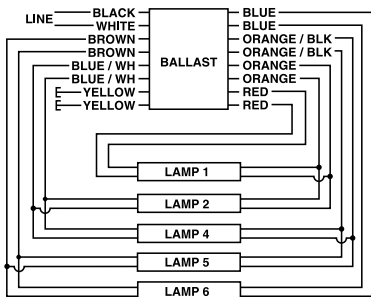 LINE
BLACK
WHITE
BROWN
BROWN
BLUE / WH
BLUE / WH
YELLOW
YELLOW
BALLAST
BLUE
BLUE
ORANGE / BLK
ORANGE / BLK
ORANGE
ORANGE
RED
RED
LAMP 1
LAMP 2
LAMP 4
LAMP 5
LAMP 6